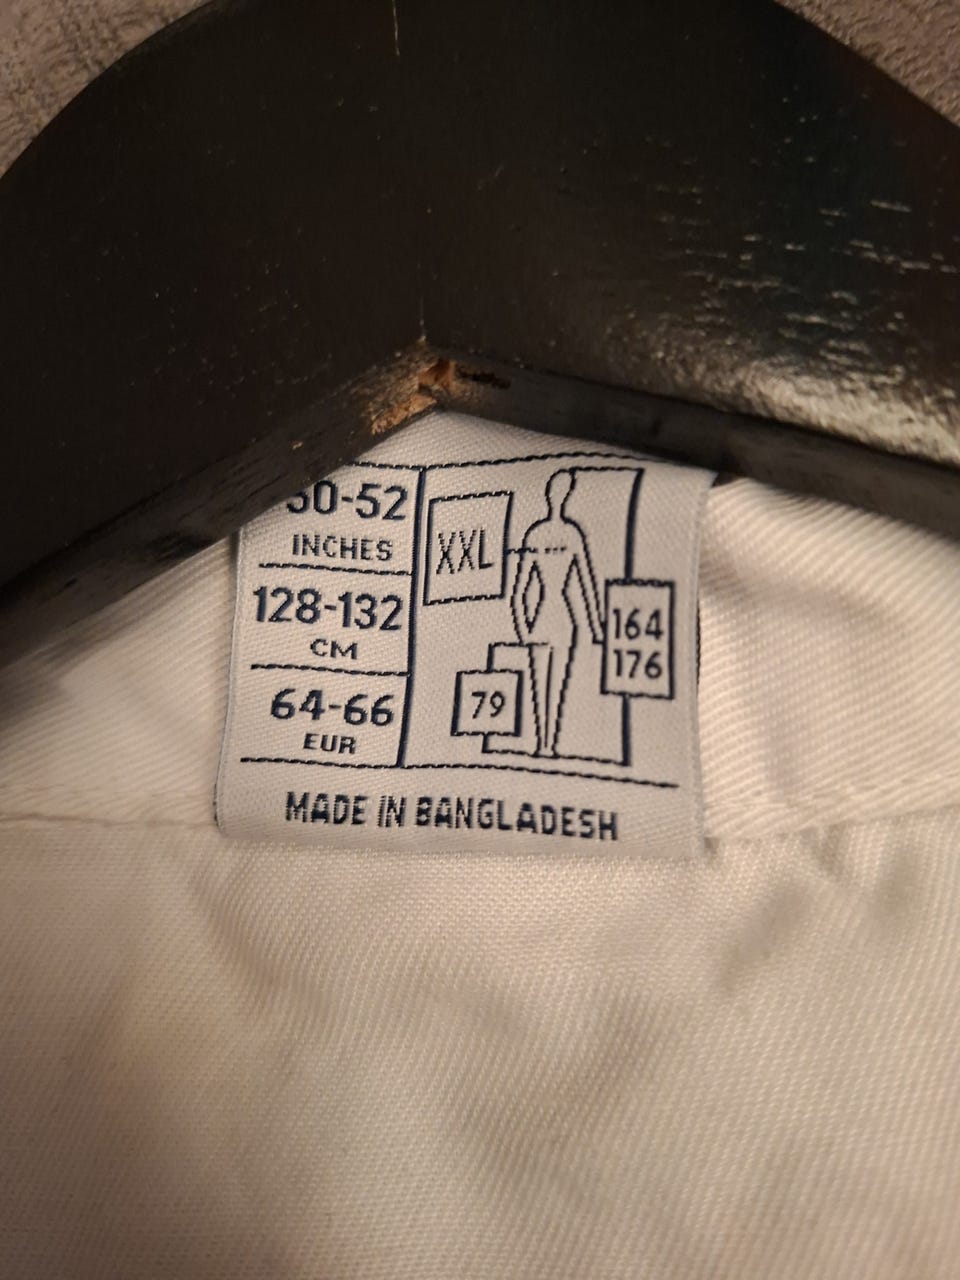 50-52
INCHES
128-132
CM
64-66
EUR
XXL
164
176
79
MADE IN BANGLADESH